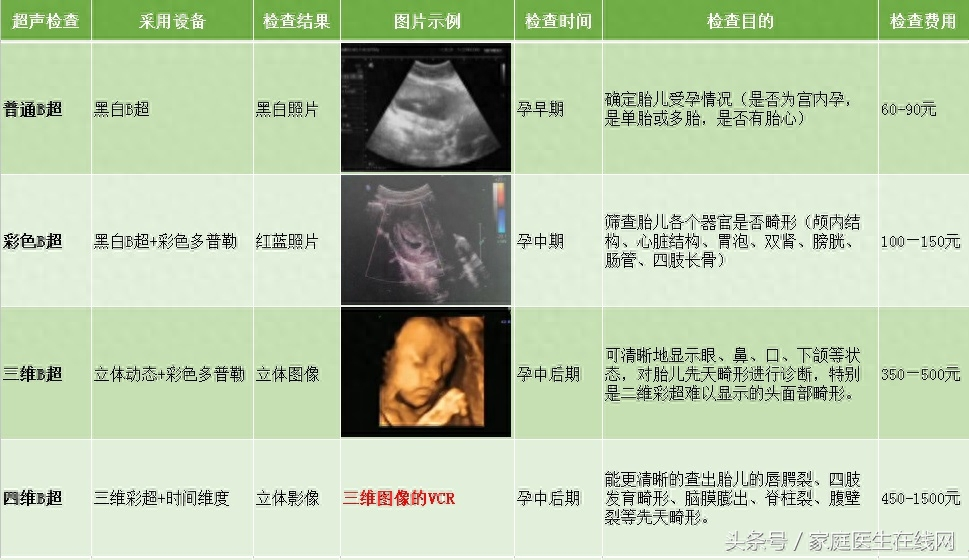 超声检查 采用设备 检查结果 图片示例 检查时间 检查目的 检查费用
普通B超 黑白B超 黑白照片 孕早期 确定胎儿受孕情况（是否为宫内孕，
是单胎或多胎，是否有胎心） 60-90元
彩色B超 黑白B超+彩色多普勒 红蓝照片 孕中期 筛查胎儿各个器官是否畸形（颅内结
构、心脏结构、胃泡、双肾、膀胱、
肠管、四肢长骨） 100—150元
三维B超 立体动态+彩色多普勒 立体图像 孕中后期 可清晰地显示眼、鼻、口、下颌等状
态，对胎儿先天畸形进行诊断，特别
是二维彩超难以显示的头面部畸形。 350—500元
四维B超 三维彩超+时间维度 立体影像 三维图像的VCR 孕中后期 能更清晰的查出胎儿的唇腭裂、四肢
发育畸形、脑膜膨出、脊柱裂、腹壁
裂等先天畸形。 450-1500元
头条号 / 家庭医生在线网